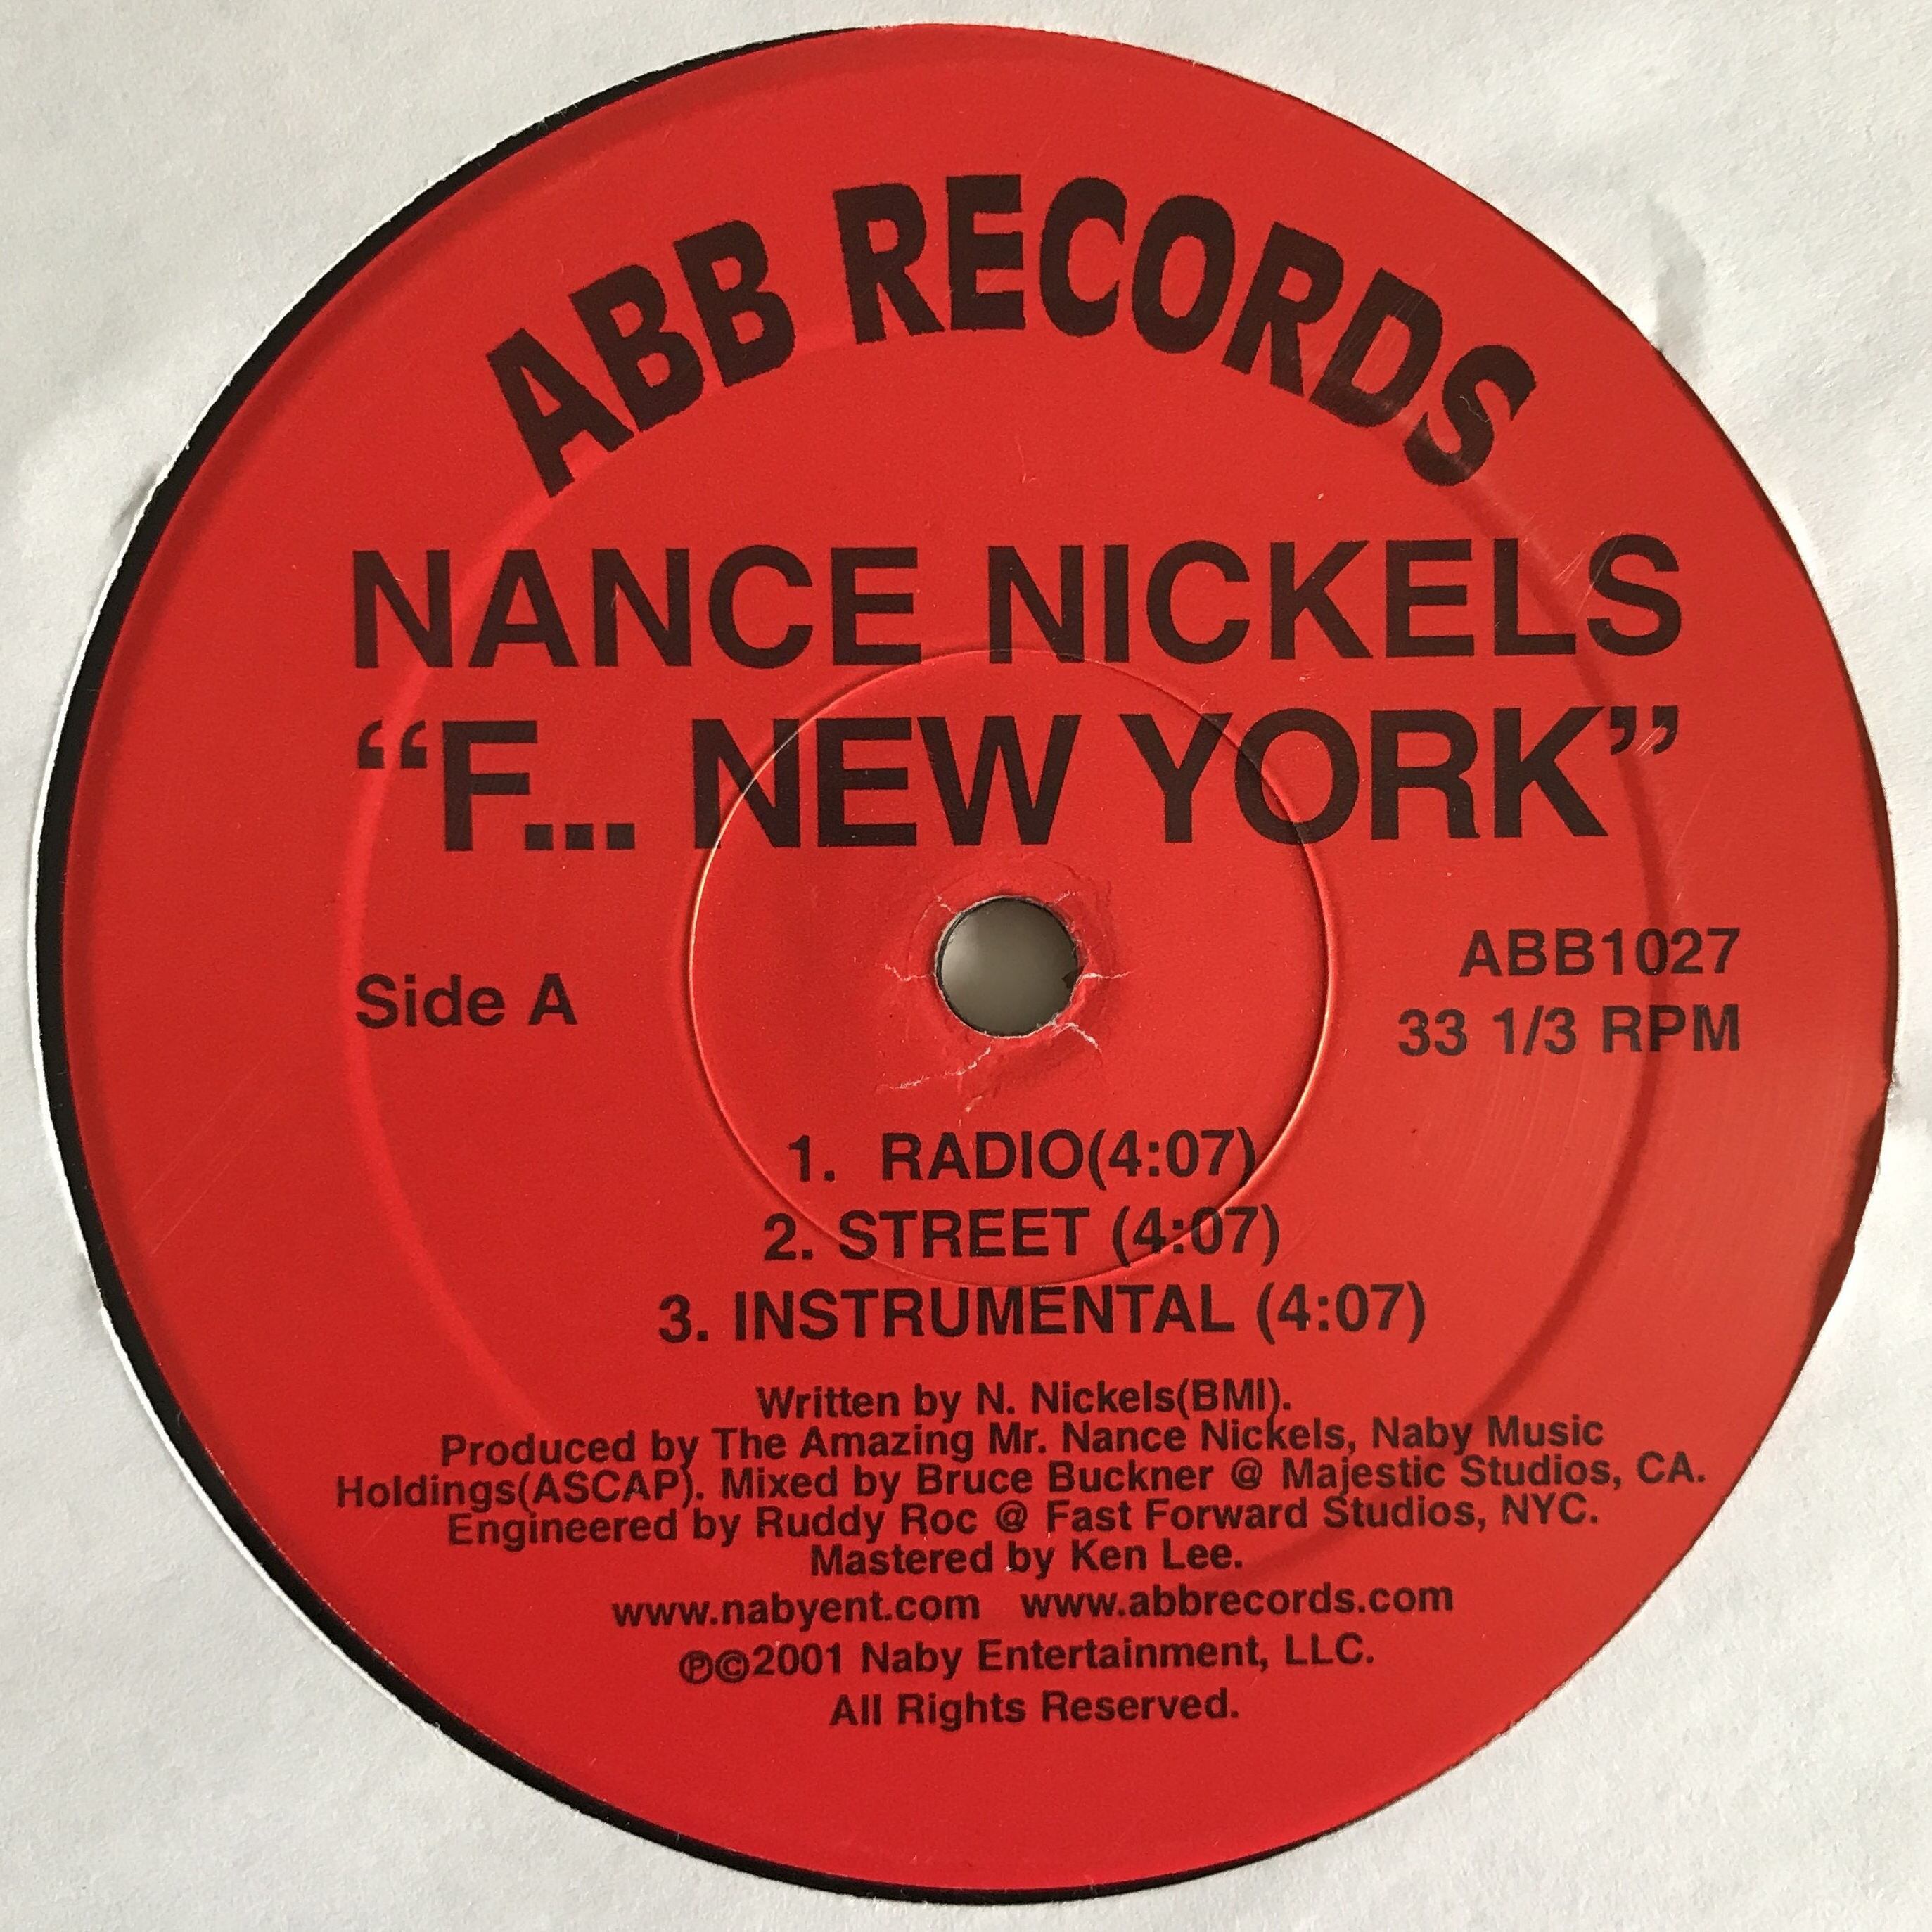 ABB RECORDS
NANCE NICKELS
“F... NEW YORK”
Side A
ABB1027
33 1/3 RPM
1. RADIO(4:07)
2. STREET (4:07)
3. INSTRUMENTAL (4:07)
Written by N. Nickels(BMI).
Produced by The Amazing Mr. Nance Nickels, Naby Music
Holdings(ASCAP). Mixed by Bruce Buckner @ Majestic Studios, CA.
Engineered by Ruddy Roc @ Fast Forward Studios, NYC.
Mastered by Ken Lee.
www.nabyent.com www.abbrecords.com
℗©2001 Naby Entertainment, LLC.
All Rights Reserved.